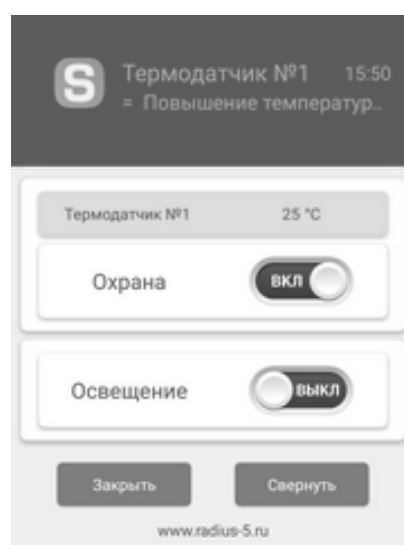 S
Термодатчик №1 15:50
= Повышение температур..
Термодатчик №1 25 °C
Охрана ВКЛ
Освещение ВЫКЛ
Закрыть Свернуть
www.radius-5.ru